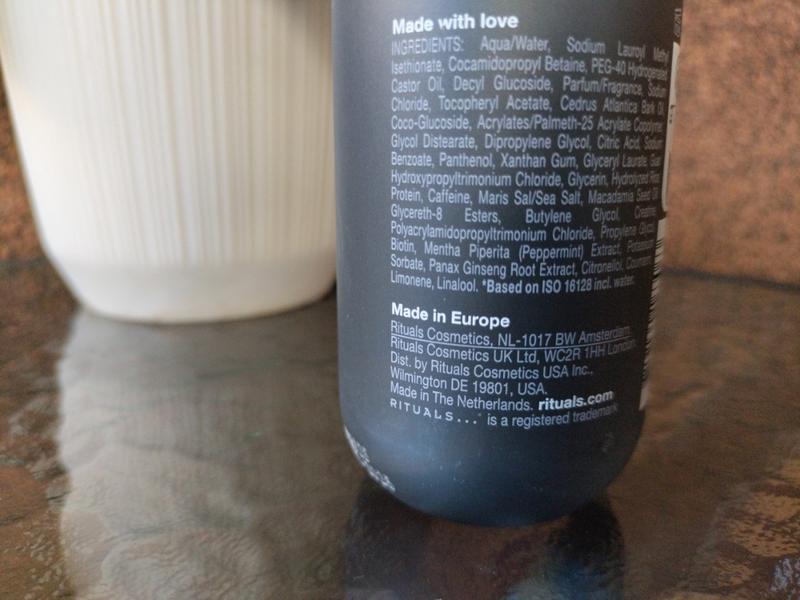 Made with love
INGREDIENTS: Aqua/Water, Sodium Lauroyl Methyl
Isethionate, Cocamidopropyl Betaine, PEG-40 Hydrogenated
Castor Oil, Decyl Glucoside, Parfum/Fragrance, Sodium
Chloride, Tocopheryl Acetate, Cedrus Atlantica Bark Oil,
Coco-Glucoside, Acrylates/Palmeth-25 Acrylate Copolymer,
Glycol Distearate, Dipropylene Glycol, Citric Acid, Sodium
Benzoate, Panthenol, Xanthan Gum, Glyceryl Laurate, Guar
Hydroxypropyltrimonium Chloride, Glycerin, Hydrolyzed Rice
Protein, Caffeine, Maris Sal/Sea Salt, Macadamia Seed Oil
Glycereth-8 Esters, Butylene Glycol, Creatine,
Polyacrylamidopropyltrimonium Chloride, Propylene Glycol,
Biotin, Mentha Piperita (Peppermint) Extract, Potassium
Sorbate, Panax Ginseng Root Extract, Citronellol, Coumarin,
Limonene, Linalool. *Based on ISO 16128 incl. water.
Made in Europe
Rituals Cosmetics, NL-1017 BW Amsterdam.
Rituals Cosmetics UK Ltd, WC2R 1HH London.
Dist. by Rituals Cosmetics USA Inc.,
Wilmington DE 19801, USA.
Made in The Netherlands. rituals.com
RITUALS... is a registered trademark